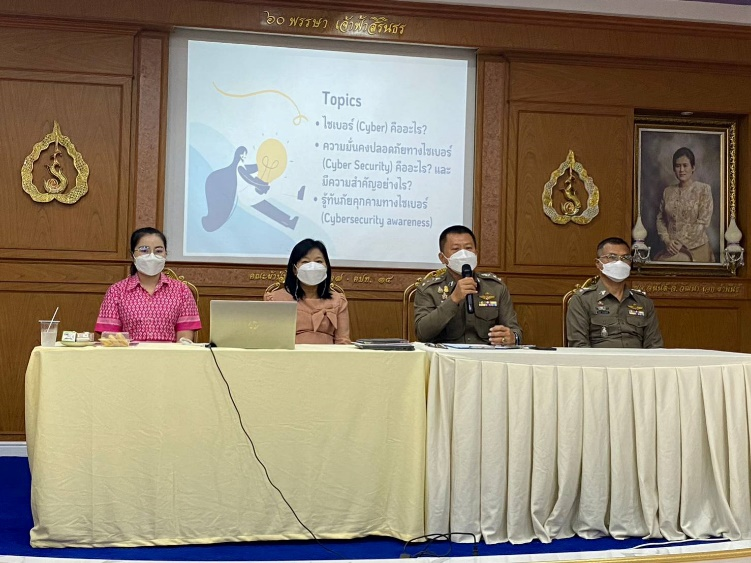 ๖๐ พรรษา เจ้าฟ้าสิรินธร
Topics
• ไซเบอร์ (Cyber) คืออะไร?
• ความมั่นคงปลอดภัยทางไซเบอร์
(Cyber Security) คืออะไร? และ
มีความสำคัญอย่างไร?
• รู้ทันภัยคุกคามทางไซเบอร์
(Cybersecurity awareness)